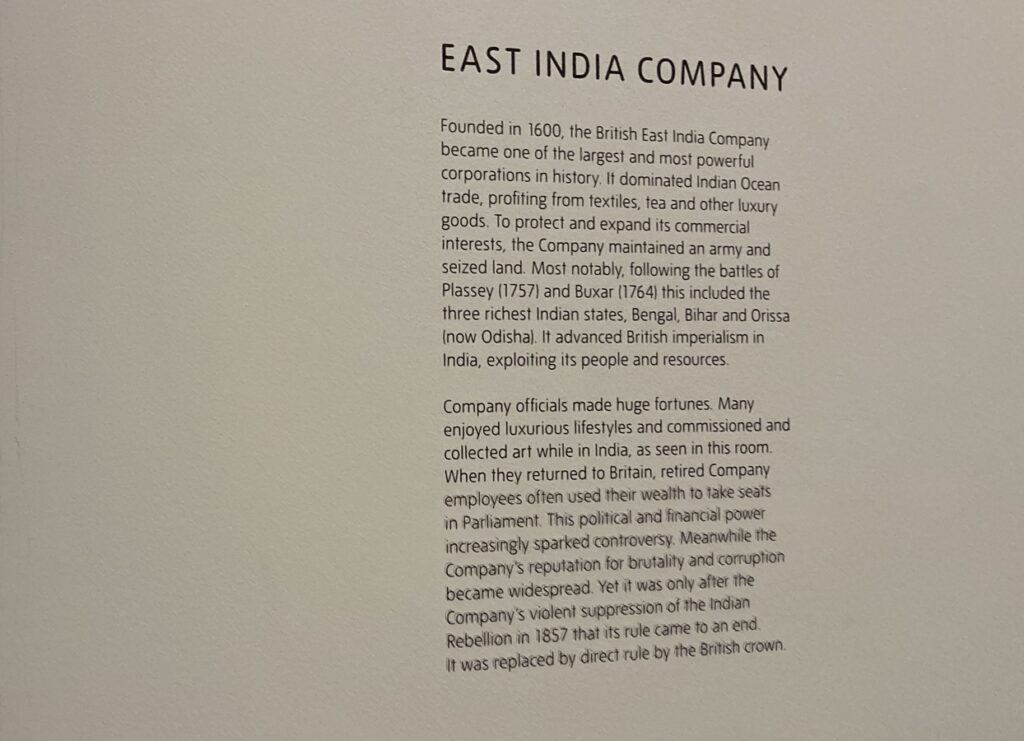 EAST INDIA COMPANY
Founded in 1600, the British East India Company
became one of the largest and most powerful
corporations in history. It dominated Indian Ocean
trade, profiting from textiles, tea and other luxury
goods. To protect and expand its commercial
interests, the Company maintained an army and
seized land. Most notably, following the battles of
Plassey (1757) and Buxar (1764) this included the
three richest Indian states, Bengal, Bihar and Orissa
(now Odisha). It advanced British imperialism in
India, exploiting its people and resources.
Company officials made huge fortunes. Many
enjoyed luxurious lifestyles and commissioned and
collected art while in India, as seen in this room.
When they returned to Britain, retired Company
employees often used their wealth to take seats
in Parliament. This political and financial power
increasingly sparked controversy. Meanwhile the
Company's reputation for brutality and corruption
became widespread. Yet it was only after the
Company's violent suppression of the Indian
Rebellion in 1857 that its rule came to an end.
It was replaced by direct rule by the British crown.